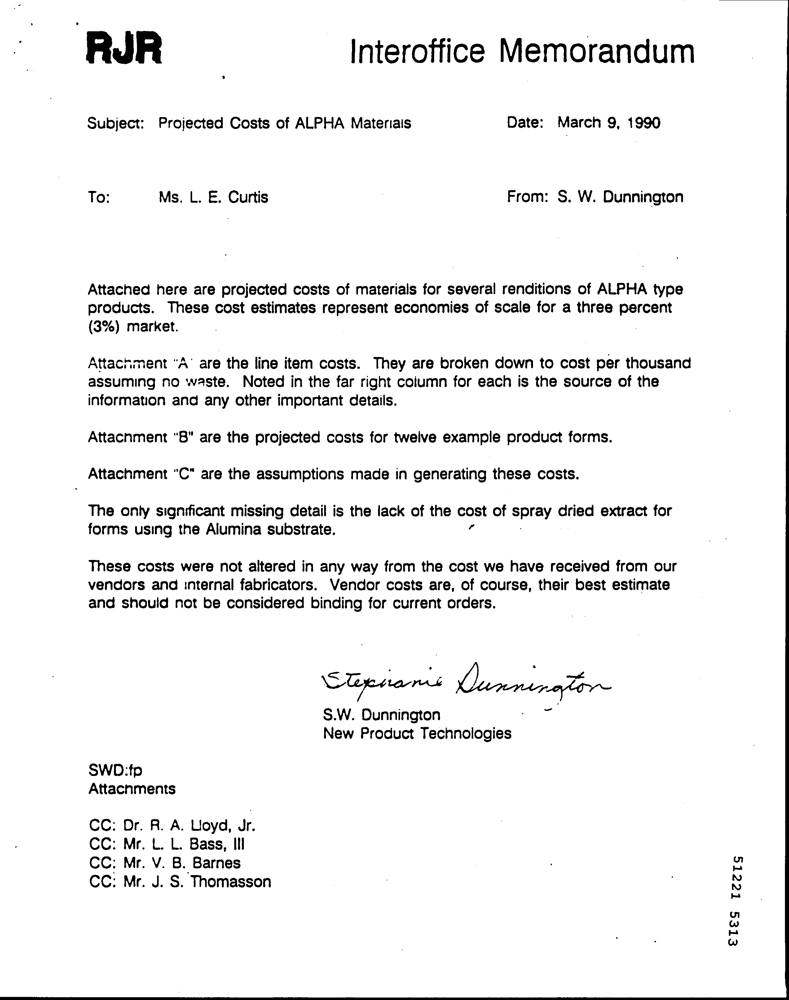 RJR
Interoffice Memorandum
Subject: Projected Costs of ALPHA Materials
Date: March 9, 1990
To: Ms. L. E. Curtis
From: S. W. Dunnington
Attached here are projected costs of materials for several renditions of ALPHA type
products. These cost estimates represent economies of scale for a three percent
(3%) market.
Attachment "A" are the line item costs. They are broken down to cost per thousand
assuming no waste. Noted in the far right column for each is the source of the
information and any other important details.
Attachment "B" are the projected costs for twelve example product forms.
Attachment "C" are the assumptions made in generating these costs.
The only significant missing detail is the lack of the cost of spray dried extract for
forms using the Alumina substrate.
These costs were not altered in any way from the cost we have received from our
vendors and internal fabricators. Vendor costs are, of course, their best estimate
and should not be considered binding for current orders.
Stephanie Dunnington
S.W. Dunnington
New Product Technologies
SWD:fp
Attachments
CC: Dr. R. A. Lloyd, Jr.
CC: Mr. L. L. Bass, III
CC: Mr. V. B. Barnes
CC: Mr. J. S. Thomasson
51221 5313